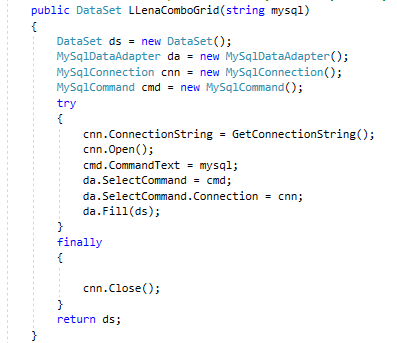 public DataSet LLenaComboGrid(string mysql)
{
DataSet ds = new DataSet();
MySqlDataAdapter da = new MySqlDataAdapter();
MySqlConnection cnn = new MySqlConnection();
MySqlCommand cmd = new MySqlCommand();
try
{
cnn.ConnectionString = GetConnectionString();
cnn.Open();
cmd.CommandText = mysql;
da.SelectCommand = cmd;
da.SelectCommand.Connection = cnn;
da.Fill(ds);
}
finally
{
cnn.Close();
}
return ds;
}